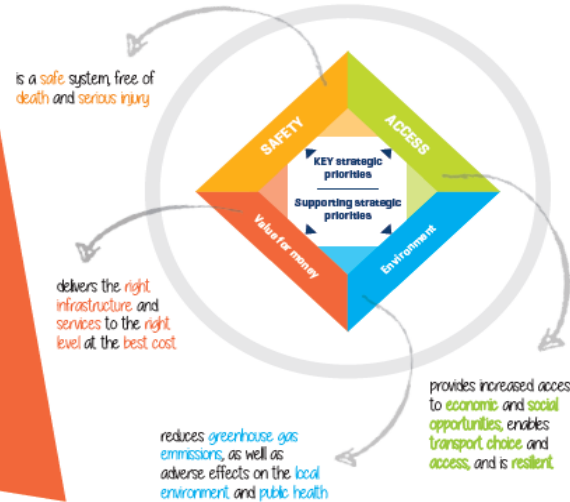 is a safe system, free of
death and serious injury
SAFETY
ACCESS
KEY strategic
priorities
Supporting strategic
priorities
Value for money
Environment
delivers the right
infrastructure and
services to the right
level at the best cost
provides increased acces
to economic and social
opportunities, enables
transport choice and
access, and is resilient
reduces greenhouse gas
emmissions, as well as
adverse effects on the local
environment and public health